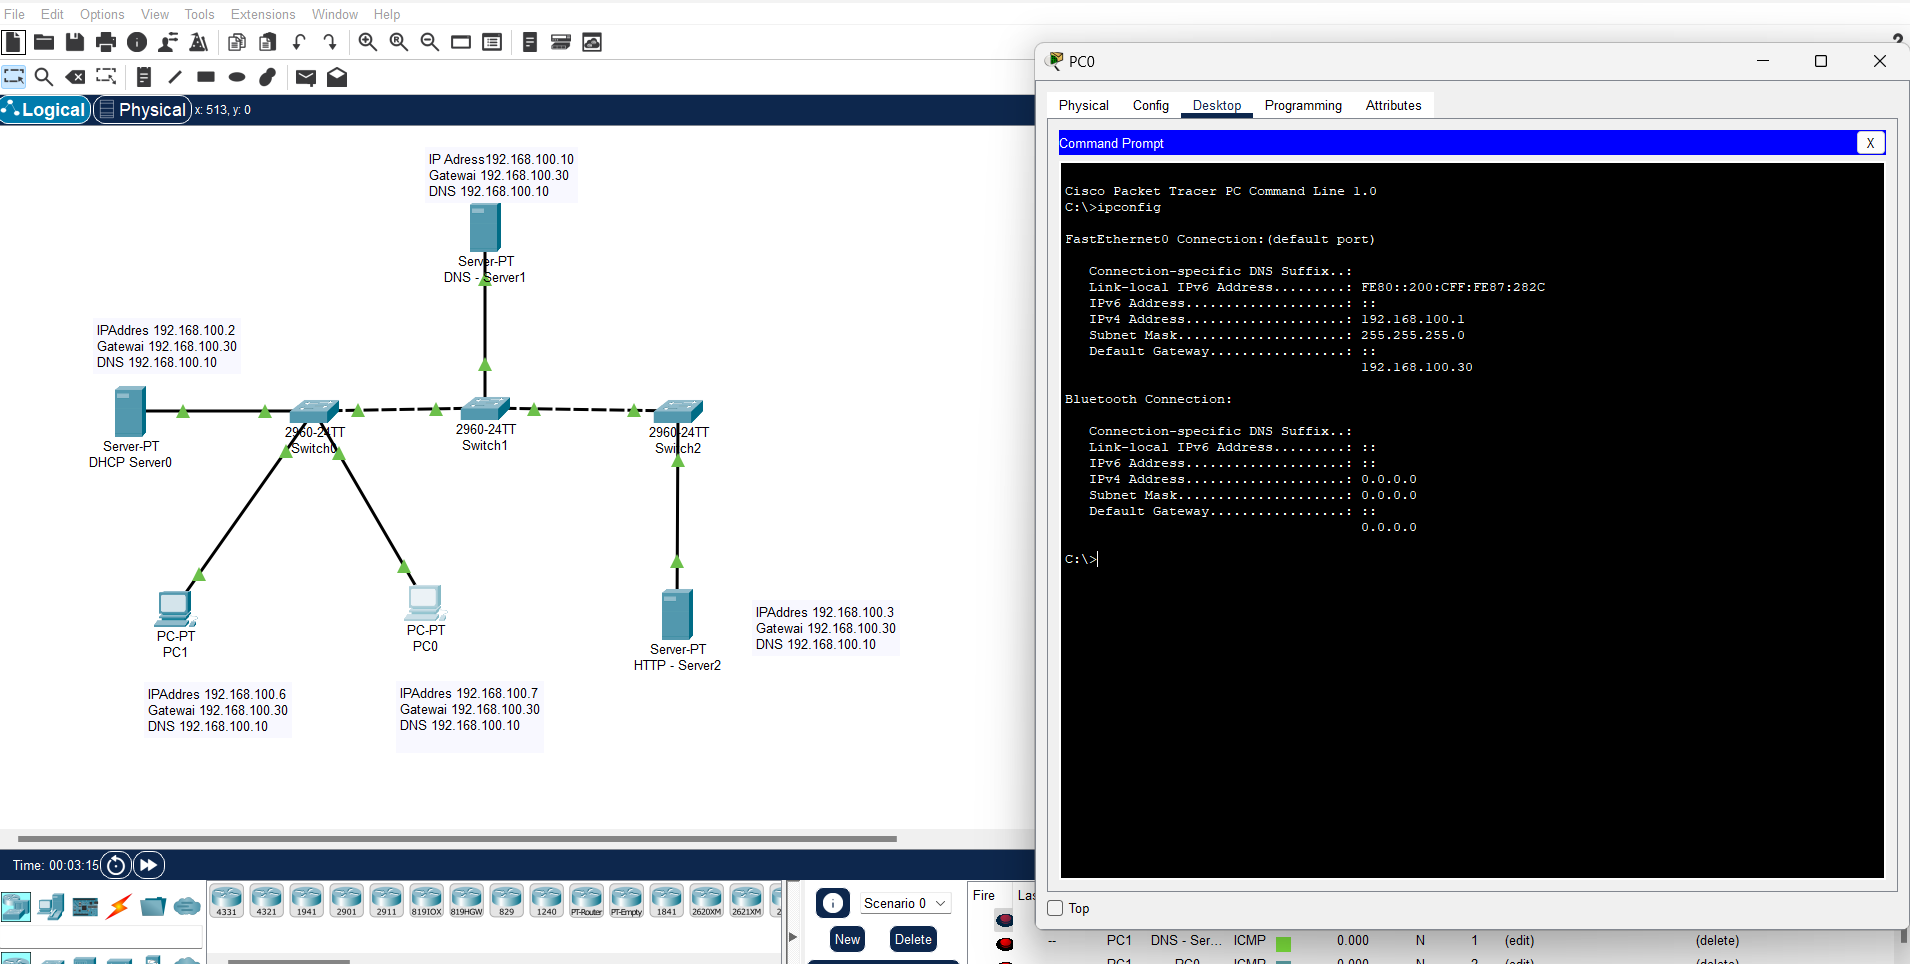 File Edit Options View Tools Extensions Window Help
Logical Physical x: 513, y: 0
IP Adress192.168.100.10
Gatewai 192.168.100.30
DNS 192.168.100.10
Server-PT
DNS - Server1
IPAddres 192.168.100.2
Gatewai 192.168.100.30
DNS 192.168.100.10
Server-PT
DHCP Server0
2960-24TT
Switch0
2960-24TT
Switch1
2960-24TT
Switch2
PC-PT
PC1
PC-PT
PC0
Server-PT
HTTP - Server2
IPAddres 192.168.100.3
Gatewai 192.168.100.30
DNS 192.168.100.10
IPAddres 192.168.100.6
Gatewai 192.168.100.30
DNS 192.168.100.10
IPAddres 192.168.100.7
Gatewai 192.168.100.30
DNS 192.168.100.10
Time: 00:03:15
4331 4321 1941 2901 2911 819IOX 819HGW 829 1240 PT-Router PT-Empty 1841 2620XM 2621XM 2
Scenario 0
New Delete
Fire Las
PC0
Physical Config Desktop Programming Attributes
Command Prompt X
Cisco Packet Tracer PC Command Line 1.0
C:\>ipconfig
FastEthernet0 Connection:(default port)
Connection-specific DNS Suffix..:
Link-local IPv6 Address.........: FE80::200:CFF:FE87:282C
IPv6 Address....................: ::
IPv4 Address....................: 192.168.100.1
Subnet Mask.....................: 255.255.255.0
Default Gateway.................: ::
192.168.100.30
Bluetooth Connection:
Connection-specific DNS Suffix..:
Link-local IPv6 Address.........: ::
IPv6 Address....................: ::
IPv4 Address....................: 0.0.0.0
Subnet Mask.....................: 0.0.0.0
Default Gateway.................: ::
0.0.0.0
C:\>
Top
-- PC1 DNS - Ser... ICMP 0.000 N 1 (edit) (delete)
PC1 PC0 ICMP 0.000 N 2 (edit) (delete)